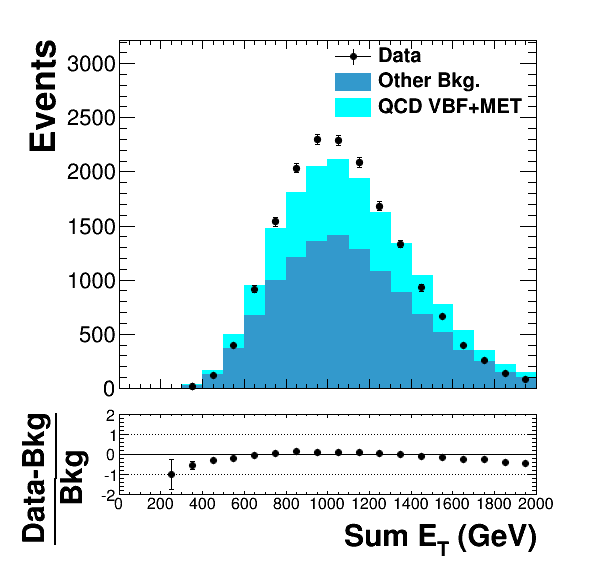 Events
3000
2500
2000
1500
1000
500
0
Data
Other Bkg.
QCD VBF+MET
Data-Bkg
Bkg
2
1
0
-1
-2
0 200 400 600 800 1000 1200 1400 1600 1800 2000
Sum E_T (GeV)